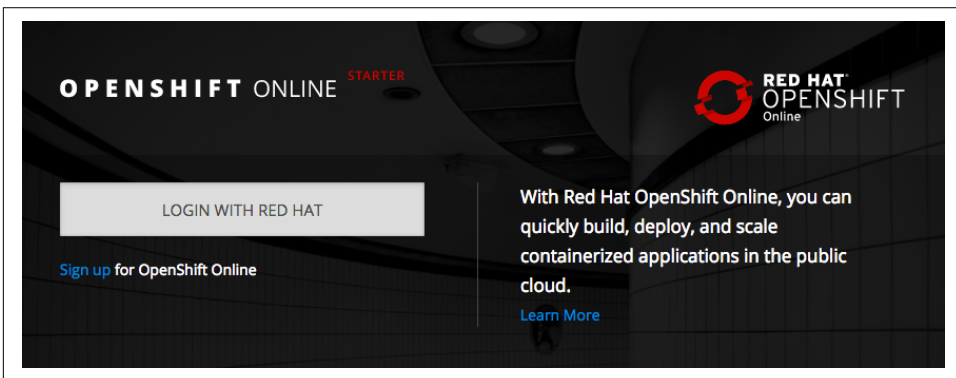 OPENSHIFT ONLINE STARTER
RED HAT
OPENSHIFT
Online
LOGIN WITH RED HAT
Sign up for OpenShift Online
With Red Hat OpenShift Online, you can
quickly build, deploy, and scale
containerized applications in the public
cloud.
Learn More